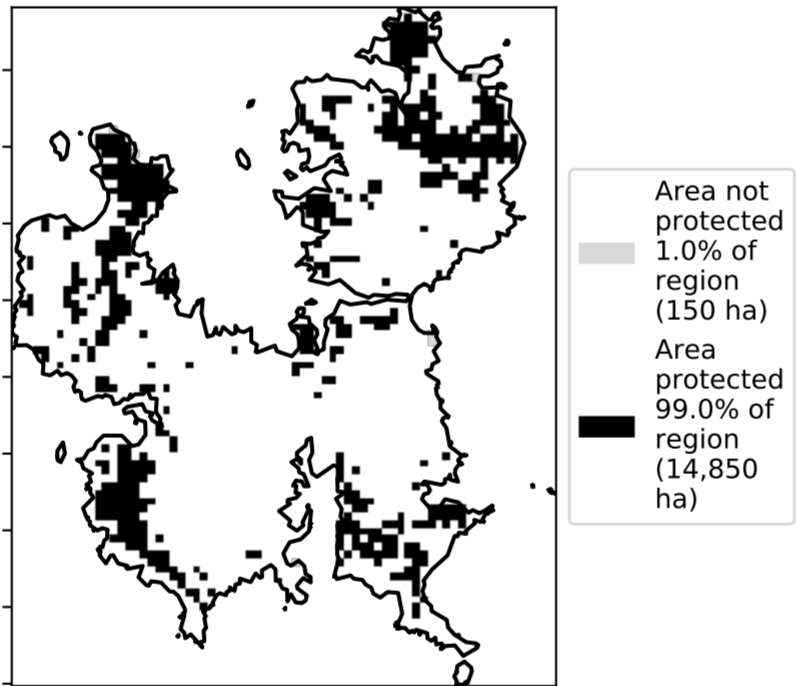 Area not
protected
1.0% of
region
(150 ha)
Area
protected
99.0% of
region
(14,850
ha)